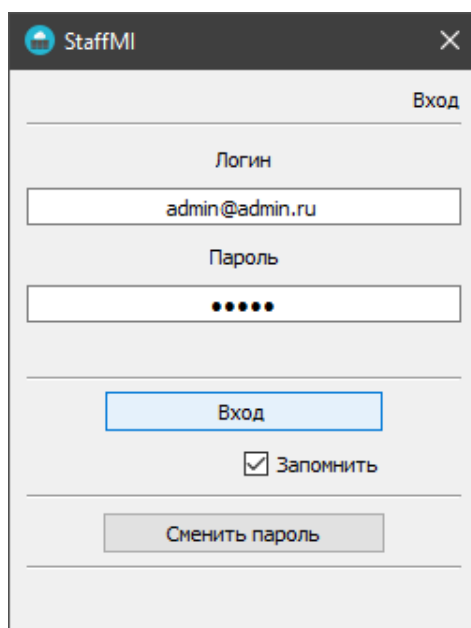 StaffMI
Вход
Логин
admin@admin.ru
Пароль
•••••
Вход
Запомнить
Сменить пароль